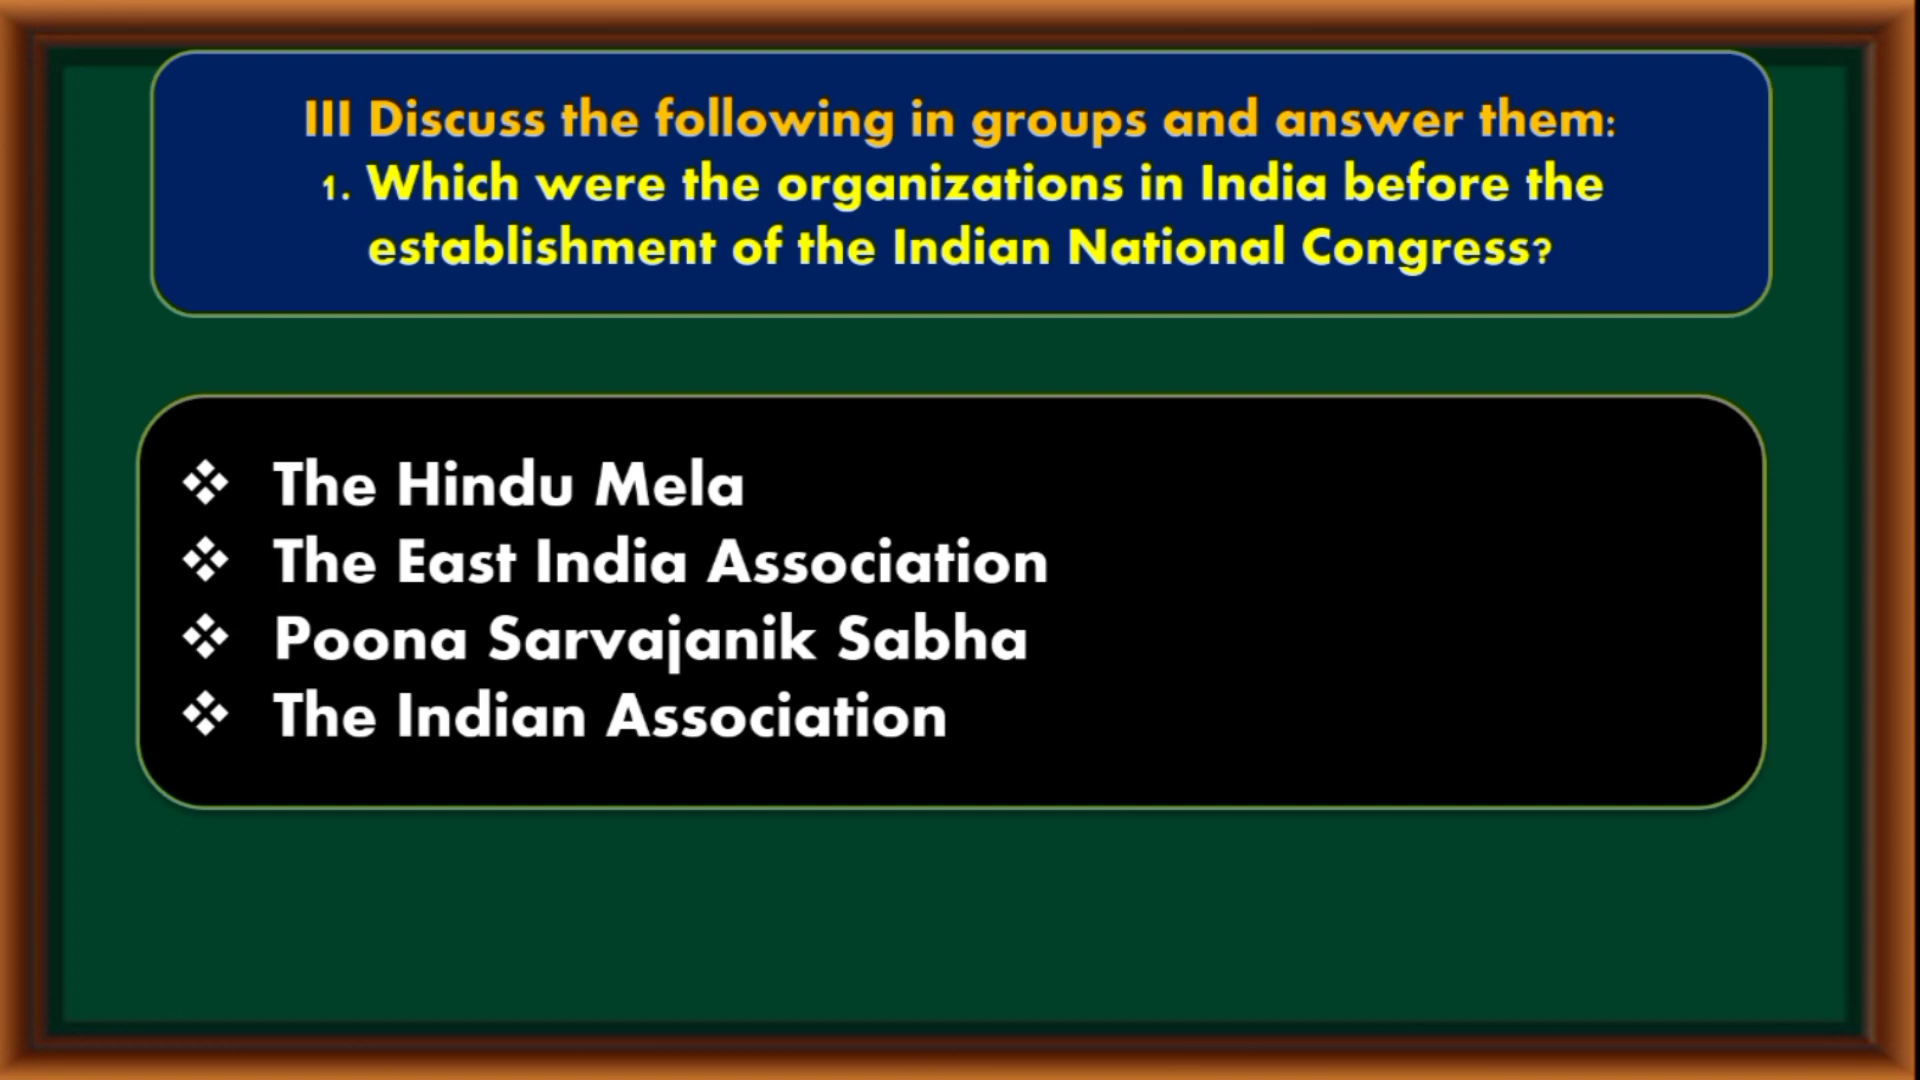 III Discuss the following in groups and answer them:
1. Which were the organizations in India before the
establishment of the Indian National Congress?
❖ The Hindu Mela
❖ The East India Association
❖ Poona Sarvajanik Sabha
❖ The Indian Association